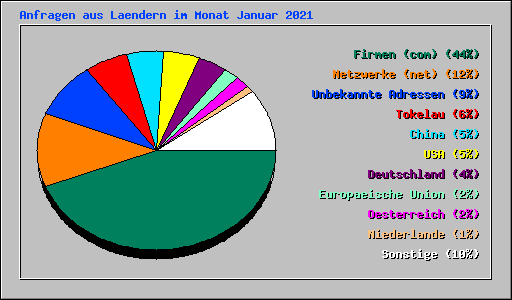 Anfragen aus Laendern im Monat Januar 2021
Firmen (com) (44%)
Netzwerke (net) (12%)
Unbekannte Adressen (9%)
Tokelau (6%)
China (5%)
USA (5%)
Deutschland (4%)
Europaeische Union (2%)
Oesterreich (2%)
Niederlande (1%)
Sonstige (10%)